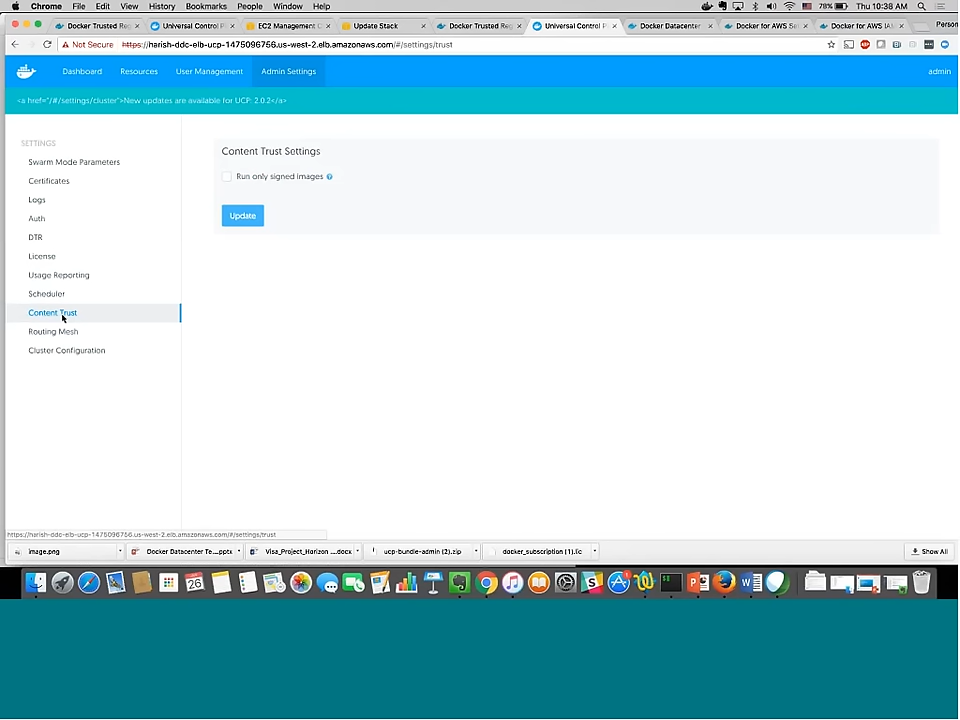 Chrome File Edit View History Bookmarks People Window Help 78% Thu 10:38 AM
Docker Trusted Re Universal Control P EC2 Management C Update Stack Docker Trusted Reg Universal Control P Docker Datacenter Docker for AWS Se Docker for AWS IA Person
Not Secure https://harish-ddc-elb-ucp-1475096756.us-west-2.elb.amazonaws.com/#/settings/trust
Dashboard Resources User Management Admin Settings admin
<a href="/#/settings/cluster">New updates are available for UCP: 2.0.2</a>
SETTINGS
Swarm Mode Parameters
Certificates
Logs
Auth
DTR
License
Usage Reporting
Scheduler
Content Trust
Routing Mesh
Cluster Configuration
Content Trust Settings
Run only signed images
Update
https://harish-ddc-elb-ucp-1475096756.us-west-2.elb.amazonaws.com/#/settings/trust
image.png Docker Datacenter Te....pptx Visa_Project_Horizon ....docx ucp-bundle-admin (2).zip docker_subscription (1).lic Show All
26